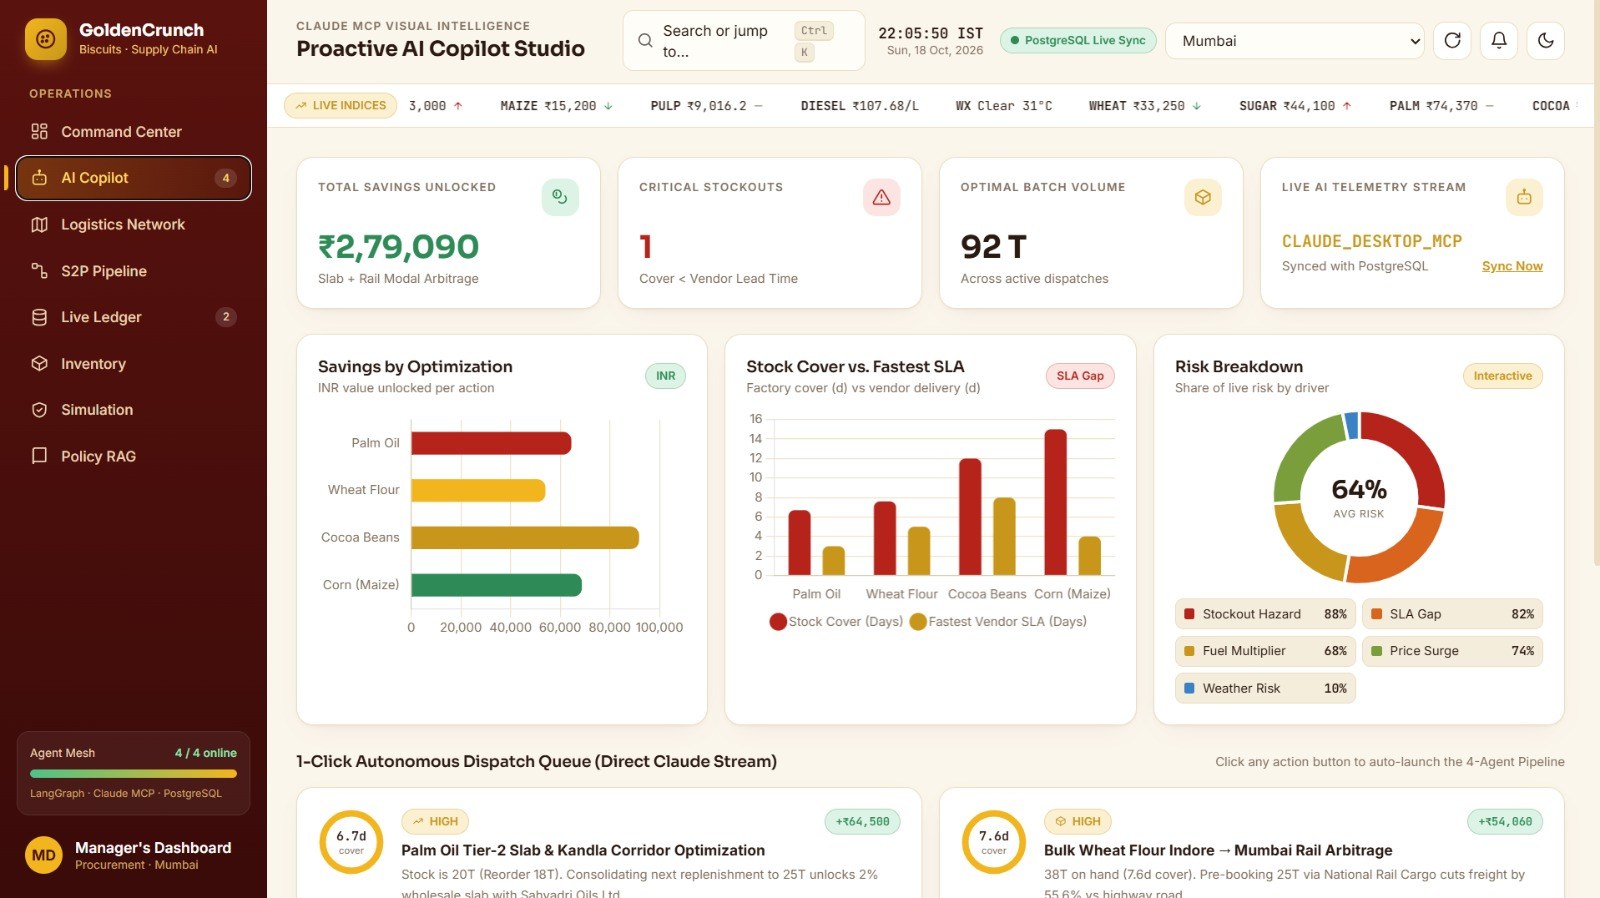 GoldenCrunch
Biscuits · Supply Chain AI
OPERATIONS
Command Center
AI Copilot 4
Logistics Network
S2P Pipeline
Live Ledger 2
Inventory
Simulation
Policy RAG
Agent Mesh 4 / 4 online
LangGraph · Claude MCP · PostgreSQL
MD
Manager's Dashboard
Procurement · Mumbai
CLAUDE MCP VISUAL INTELLIGENCE
Proactive AI Copilot Studio
Search or jump to...
Ctrl K
22:05:50 IST
Sun, 18 Oct, 2026
PostgreSQL Live Sync
Mumbai
LIVE INDICES 3,000 ↑ MAIZE ₹15,200 ↓ PULP ₹9,016.2 — DIESEL ₹107.68/L WX Clear 31°C WHEAT ₹33,250 ↓ SUGAR ₹44,100 ↑ PALM ₹74,370 — COCOA
TOTAL SAVINGS UNLOCKED
₹2,79,090
Slab + Rail Modal Arbitrage
CRITICAL STOCKOUTS
1
Cover < Vendor Lead Time
OPTIMAL BATCH VOLUME
92 T
Across active dispatches
LIVE AI TELEMETRY STREAM
CLAUDE_DESKTOP_MCP
Synced with PostgreSQL Sync Now
Savings by Optimization
INR value unlocked per action
INR
Palm Oil
Wheat Flour
Cocoa Beans
Corn (Maize)
0 20,000 40,000 60,000 80,000 100,000
Stock Cover vs. Fastest SLA
Factory cover (d) vs vendor delivery (d)
SLA Gap
16
14
12
10
8
6
4
2
0
Palm Oil Wheat Flour Cocoa Beans Corn (Maize)
Stock Cover (Days) Fastest Vendor SLA (Days)
Risk Breakdown
Share of live risk by driver
Interactive
64%
AVG RISK
Stockout Hazard 88% SLA Gap 82%
Fuel Multiplier 68% Price Surge 74%
Weather Risk 10%
1-Click Autonomous Dispatch Queue (Direct Claude Stream)
Click any action button to auto-launch the 4-Agent Pipeline
6.7d
cover
HIGH +₹64,500
Palm Oil Tier-2 Slab & Kandla Corridor Optimization
Stock is 20T (Reorder 18T). Consolidating next replenishment to 25T unlocks 2%
wholesale slab with Sahyadri Oils Ltd
7.6d
cover
HIGH +₹54,060
Bulk Wheat Flour Indore → Mumbai Rail Arbitrage
38T on hand (7.6d cover). Pre-booking 25T via National Rail Cargo cuts freight by
55.6% vs highway road